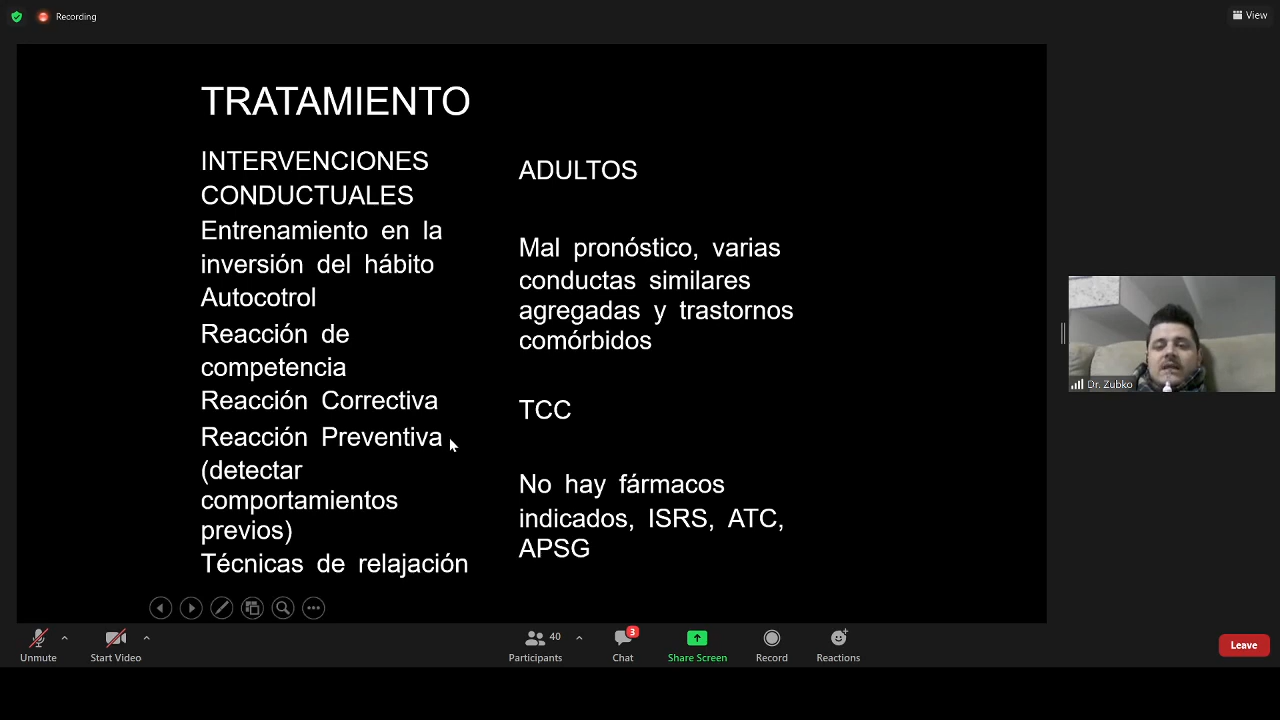 Recording
View
TRATAMIENTO
INTERVENCIONES
CONDUCTUALES
Entrenamiento en la
inversión del hábito
Autocotrol
Reacción de
competencia
Reacción Correctiva
Reacción Preventiva
(detectar
comportamientos
previos)
Técnicas de relajación
ADULTOS
Mal pronóstico, varias
conductas similares
agregadas y trastornos
comórbidos
TCC
No hay fármacos
indicados, ISRS, ATC,
APSG
Dr. Zubko
Unmute
Start Video
40
Participants
3
Chat
Share Screen
Record
Reactions
Leave